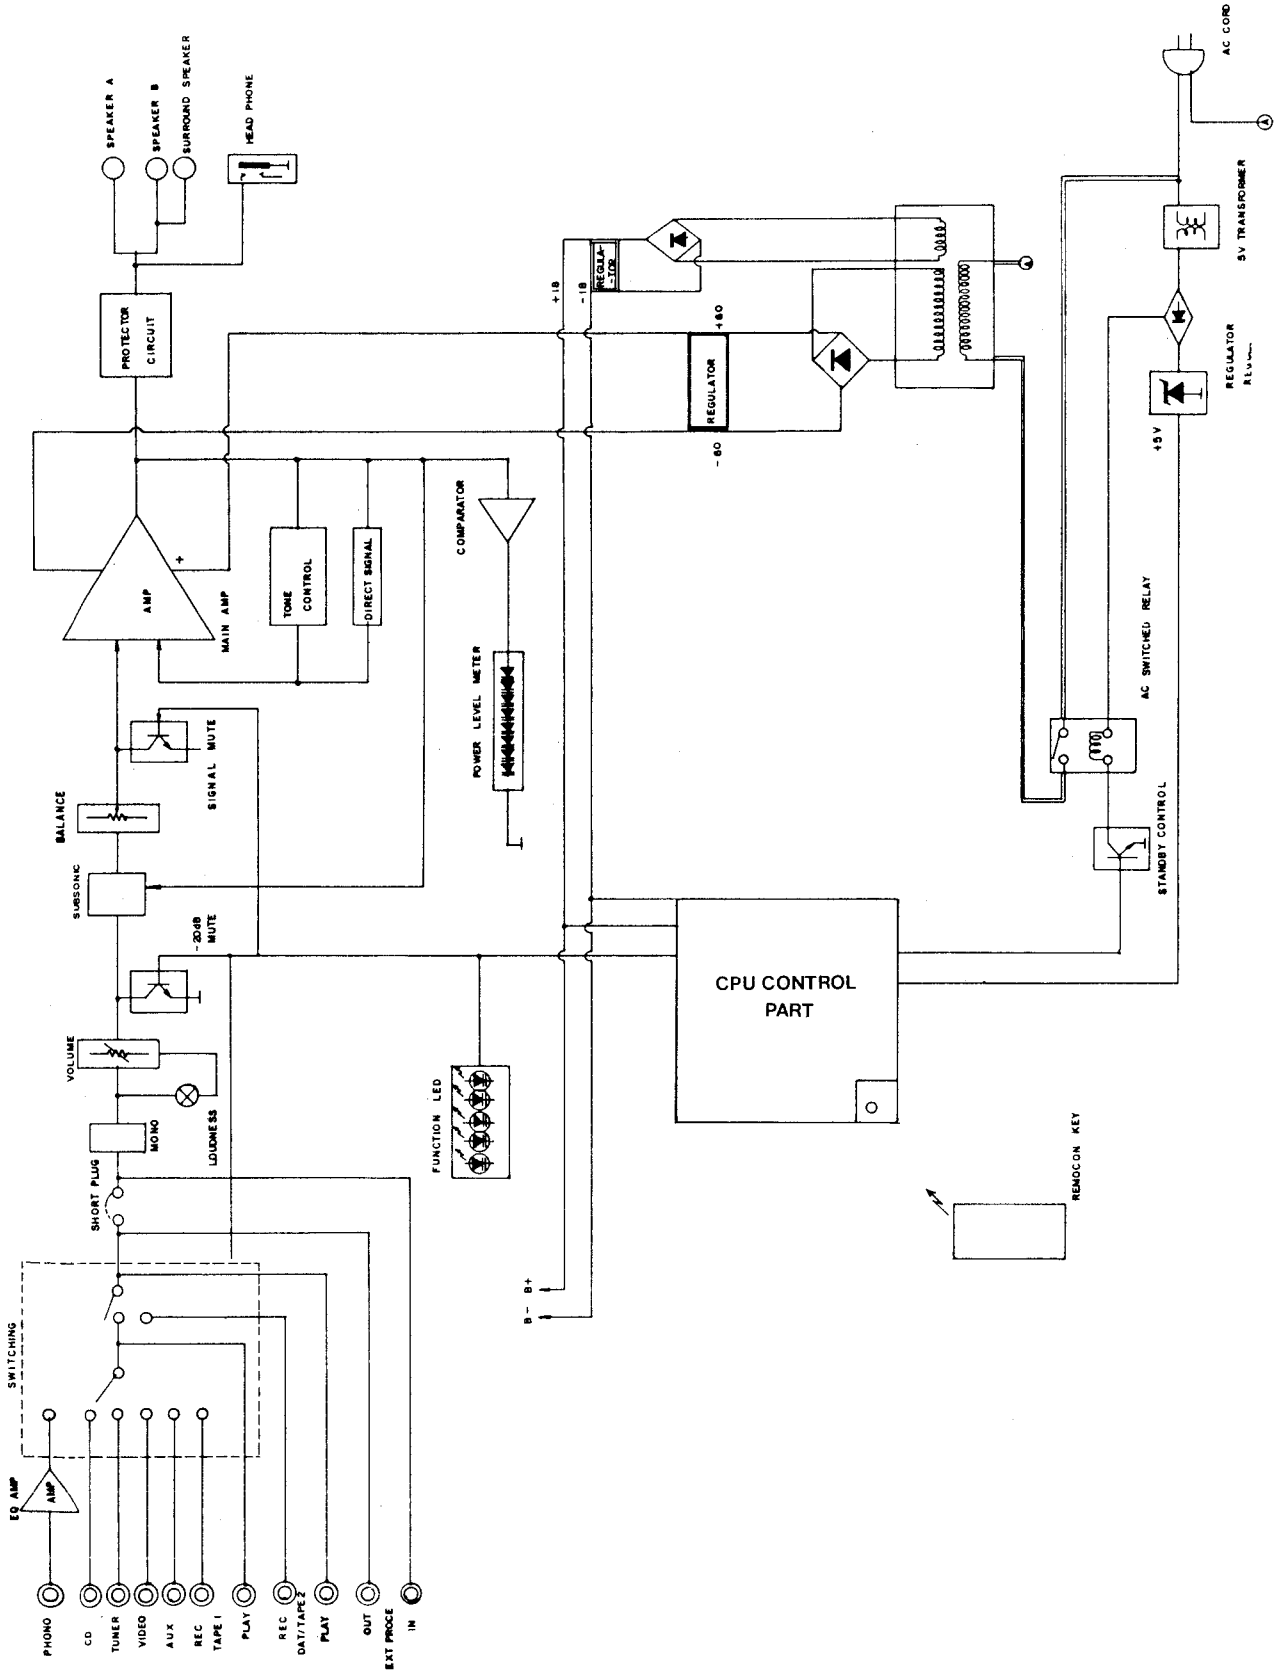 PHONO
CD
TUNER
VIDEO
AUX
REC
TAPE 1
PLAY
REC
DAT/TAPE 2
PLAY
OUT
EXT PROCE
IN
EQ AMP
AMP
SWITCHING
SHORT PLUG
MONO
LOUDNESS
VOLUME
-20dB
MUTE
SUBSONIC
BALANCE
SIGNAL MUTE
AMP
+
MAIN AMP
TONE
CONTROL
DIRECT SIGNAL
PROTECTOR
CIRCUIT
SPEAKER A
SPEAKER B
SURROUND SPEAKER
HEAD PHONE
COMPARATOR
POWER LEVEL METER
FUNCTION LED
B-
B+
+18
-18
REGULA-
-TOR
+60
REGULATOR
-60
A
CPU CONTROL
PART
REMOCON KEY
STANDBY CONTROL
AC SWITCHED RELAY
+5V
REGULATOR
5V TRANSFORMER
AC CORD
A